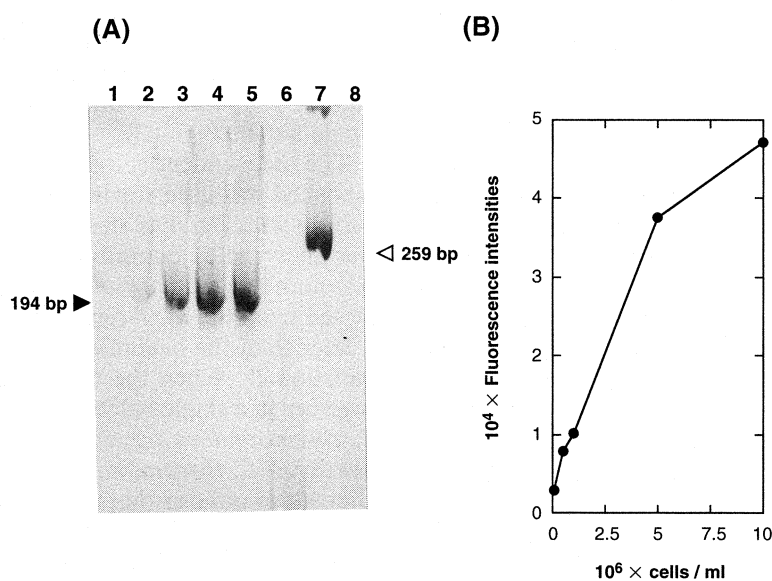 (A)
1 2 3 4 5 6 7 8
194 bp
259 bp
(B)
10⁴ × Fluorescence intensities
5
4
3
2
1
0
0 2.5 5 7.5 10
10⁶ × cells / ml